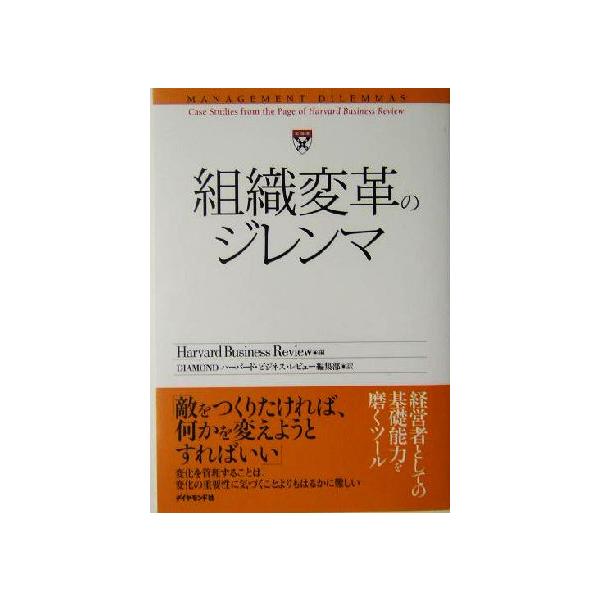 MANAGEMENT DILEMMAS
Case Studies from the Page of Harvard Business Review
組織変革の
ジレンマ
Harvard Business Review●編
DIAMOND ハーバード・ビジネス・レビュー編集部●訳
「敵をつくりたければ、
何かを変えようと
すればいい」
変化を管理することは、
変化の重要性に気づくことよりもはるかに難しい
ダイヤモンド社
経営者としての
基礎能力を
磨くツール